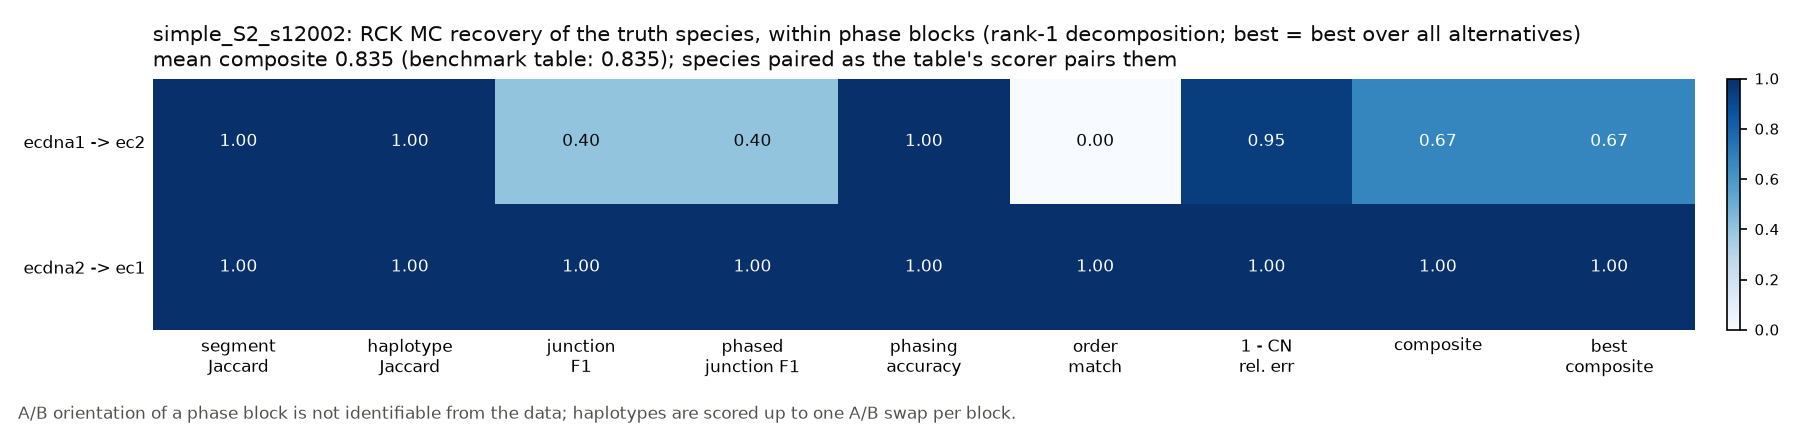 simple_S2_s12002: RCK MC recovery of the truth species, within phase blocks (rank-1 decomposition; best = best over all alternatives)
mean composite 0.835 (benchmark table: 0.835); species paired as the table's scorer pairs them
ecdna1 -> ec2
1.00 1.00 0.40 0.40 1.00 0.00 0.95 0.67 0.67
ecdna2 -> ec1
1.00 1.00 1.00 1.00 1.00 1.00 1.00 1.00 1.00
segment
Jaccard
haplotype
Jaccard
junction
F1
phased
junction F1
phasing
accuracy
order
match
1 - CN
rel. err
composite
best
composite
1.0
0.8
0.6
0.4
0.2
0.0
A/B orientation of a phase block is not identifiable from the data; haplotypes are scored up to one A/B swap per block.